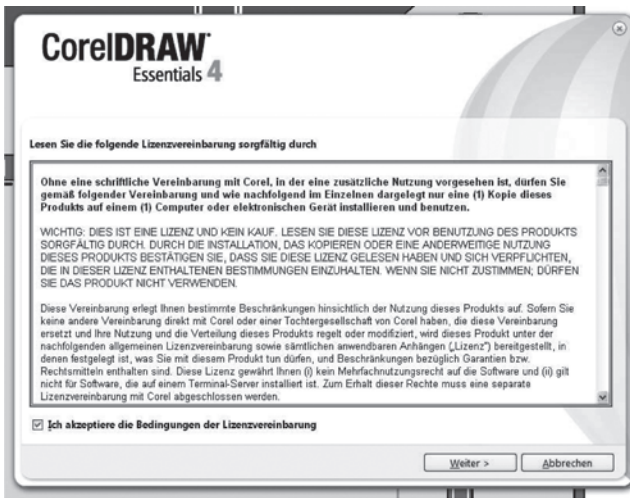 CorelDRAW
Essentials 4
Lesen Sie die folgende Lizenzvereinbarung sorgfältig durch
Ohne eine schriftliche Vereinbarung mit Corel, in der eine zusätzliche Nutzung vorgesehen ist, dürfen Sie
gemäß folgender Vereinbarung und wie nachfolgend im Einzelnen dargelegt nur eine (1) Kopie dieses
Produkts auf einem (1) Computer oder elektronischen Gerät installieren und benutzen.
WICHTIG: DIES IST EINE LIZENZ UND KEIN KAUF. LESEN SIE DIESE LIZENZ VOR BENUTZUNG DES PRODUKTS
SORGFÄLTIG DURCH. DURCH DIE INSTALLATION, DAS KOPIEREN ODER EINE ANDERWEITIGE NUTZUNG
DIESES PRODUKTS BESTÄTIGEN SIE, DASS SIE DIESE LIZENZ GELESEN HABEN UND SICH VERPFLICHTEN,
DIE IN DIESER LIZENZ ENTHALTENEN BESTIMMUNGEN EINZUHALTEN. WENN SIE NICHT ZUSTIMMEN; DÜRFEN
SIE DAS PRODUKT NICHT VERWENDEN.
Diese Vereinbarung erlegt Ihnen bestimmte Beschränkungen hinsichtlich der Nutzung dieses Produkts auf. Sofern Sie
keine andere Vereinbarung direkt mit Corel oder einer Tochtergesellschaft von Corel haben, die diese Vereinbarung
ersetzt und Ihre Nutzung und die Verteilung dieses Produkts regelt oder modifiziert, wird dieses Produkt unter der
nachfolgenden allgemeinen Lizenzvereinbarung sowie sämtlichen anwendbaren Anhängen („Lizenz") bereitgestellt, in
denen festgelegt ist, was Sie mit diesem Produkt tun dürfen, und Beschränkungen bezüglich Garantien bzw.
Rechtsmitteln enthalten sind. Diese Lizenz gewährt Ihnen (i) kein Mehrfachnutzungsrecht auf die Software und (ii) gilt
nicht für Software, die auf einem Terminal-Server installiert ist. Zum Erhalt dieser Rechte muss eine separate
Lizenzvereinbarung mit Corel abgeschlossen werden.
Ich akzeptiere die Bedingungen der Lizenzvereinbarung
Weiter > Abbrechen